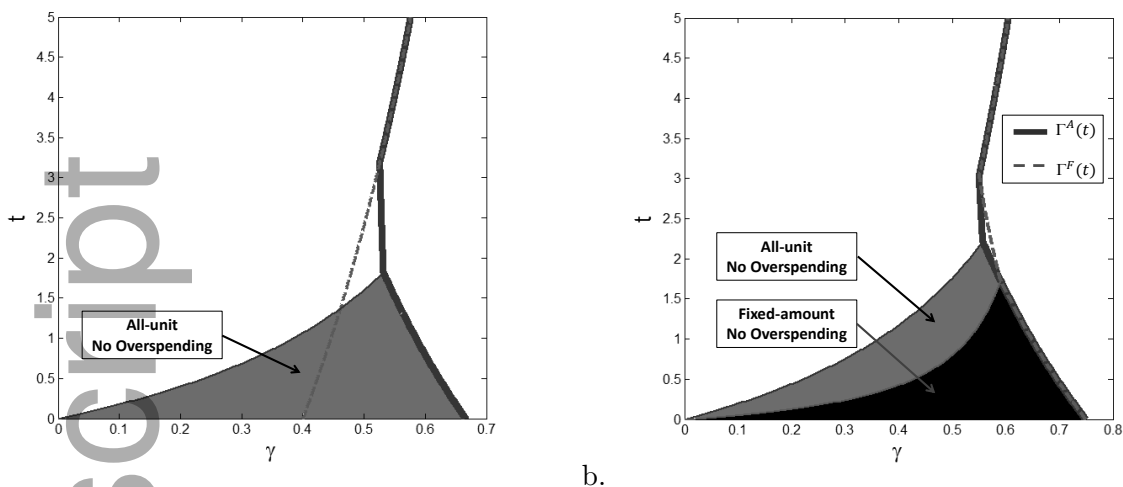 5
4.5
4
3.5
3
2.5
2
1.5
1
0.5
0
t
0 0.1 0.2 0.3 0.4 0.5 0.6 0.7
γ
All-unit
No Overspending
script
5
4.5
4
3.5
3
2.5
2
1.5
1
0.5
0
t
0 0.1 0.2 0.3 0.4 0.5 0.6 0.7 0.8
γ
Γ^A(t)
Γ^F(t)
All-unit
No Overspending
Fixed-amount
No Overspending
b.